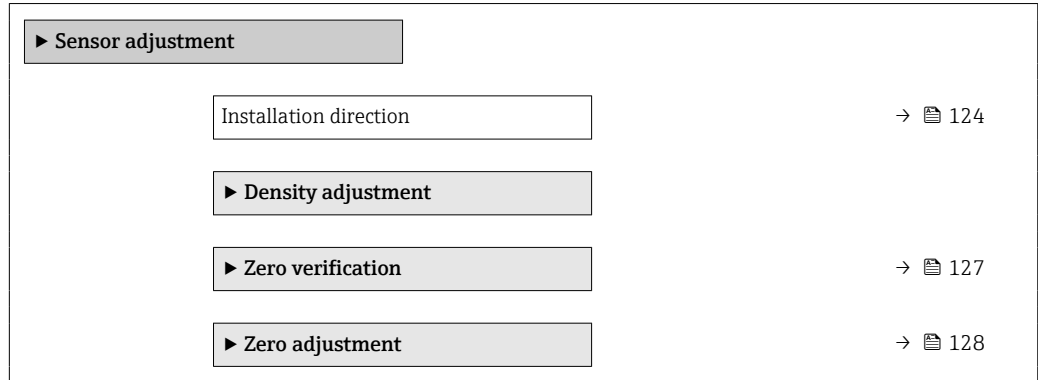 ▶ Sensor adjustment
Installation direction → 124
▶ Density adjustment
▶ Zero verification → 127
▶ Zero adjustment → 128